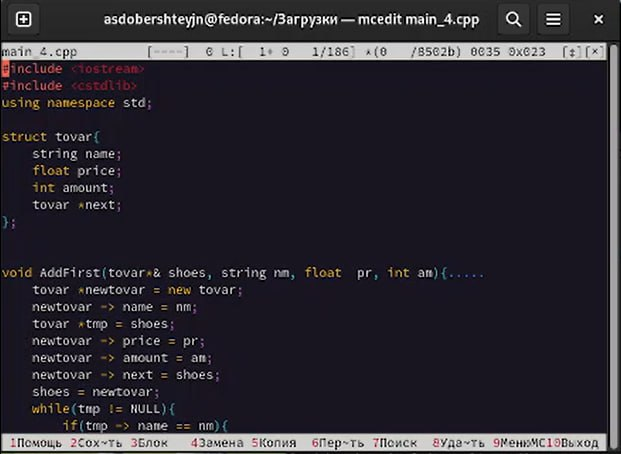 asdobershteyjn@fedora:~/Загрузки — mcedit main_4.cpp
main_4.cpp [----] 0 L:[ 1+ 0 1/186] *(0 /8502b) 0035 0x023 [‡][×]
#include <iostream>
#include <cstdlib>
using namespace std;
struct tovar{
    string name;
    float price;
    int amount;
    tovar *next;
};
void AddFirst(tovar*& shoes, string nm, float  pr, int am){.....
    tovar *newtovar = new tovar;
    newtovar -> name = nm;
    tovar *tmp = shoes;
    newtovar -> price = pr;
    newtovar -> amount = am;
    newtovar -> next = shoes;
    shoes = newtovar;
    while(tmp != NULL){
        if(tmp -> name == nm){
1Помощь 2Сох~ть 3Блок 4Замена 5Копия 6Пер~ть 7Поиск 8Уда~ть 9МенюMC10Выход